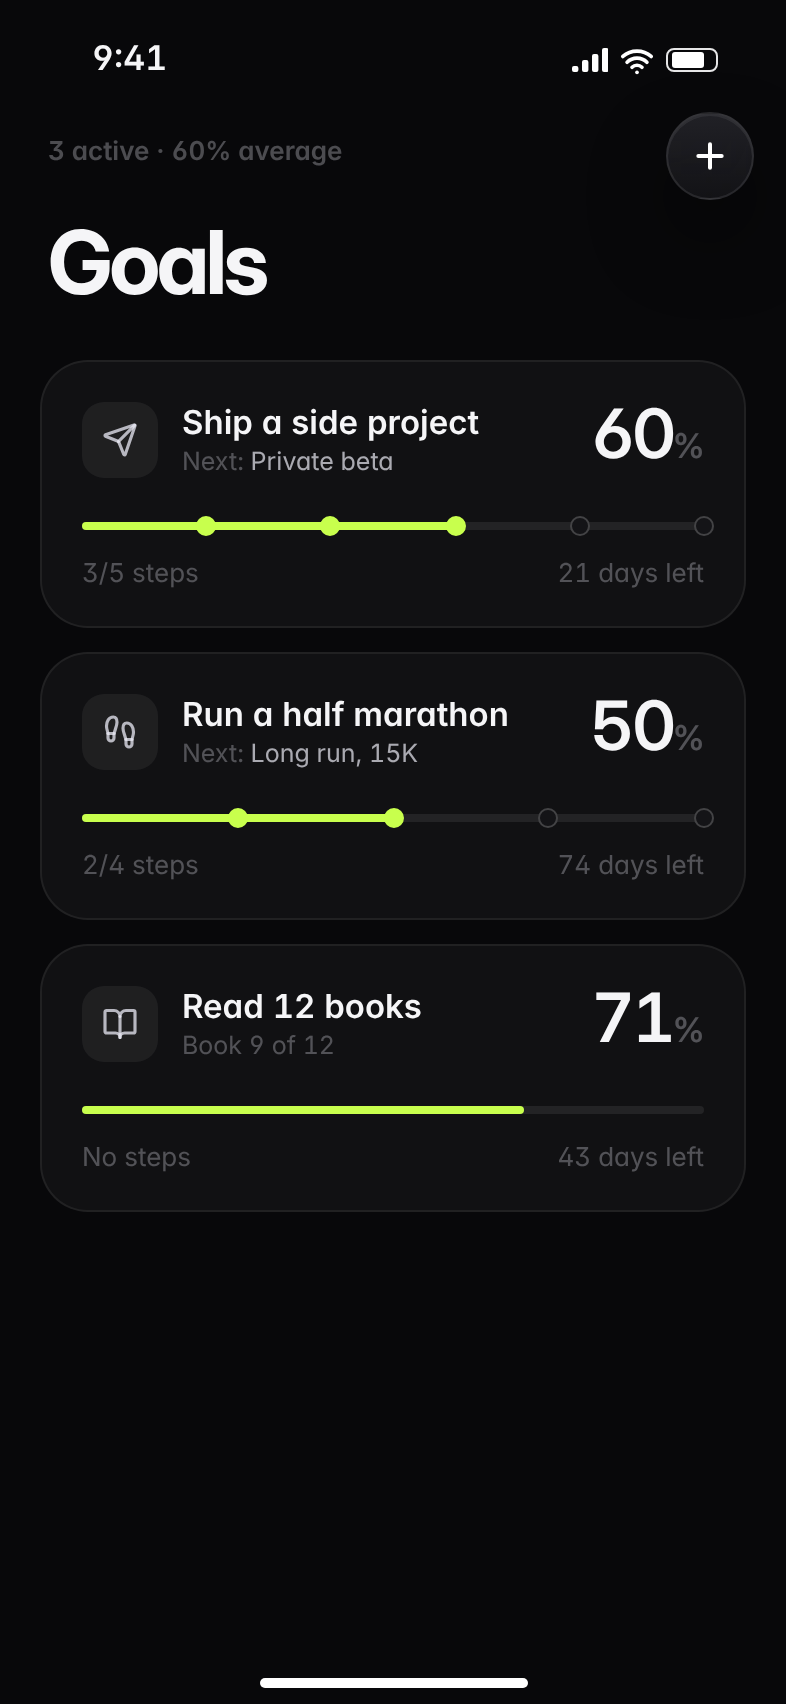 9:41
3 active · 60% average
Goals
Ship a side project
60%
Next: Private beta
3/5 steps
21 days left
Run a half marathon
50%
Next: Long run, 15K
2/4 steps
74 days left
Read 12 books
71%
Book 9 of 12
No steps
43 days left